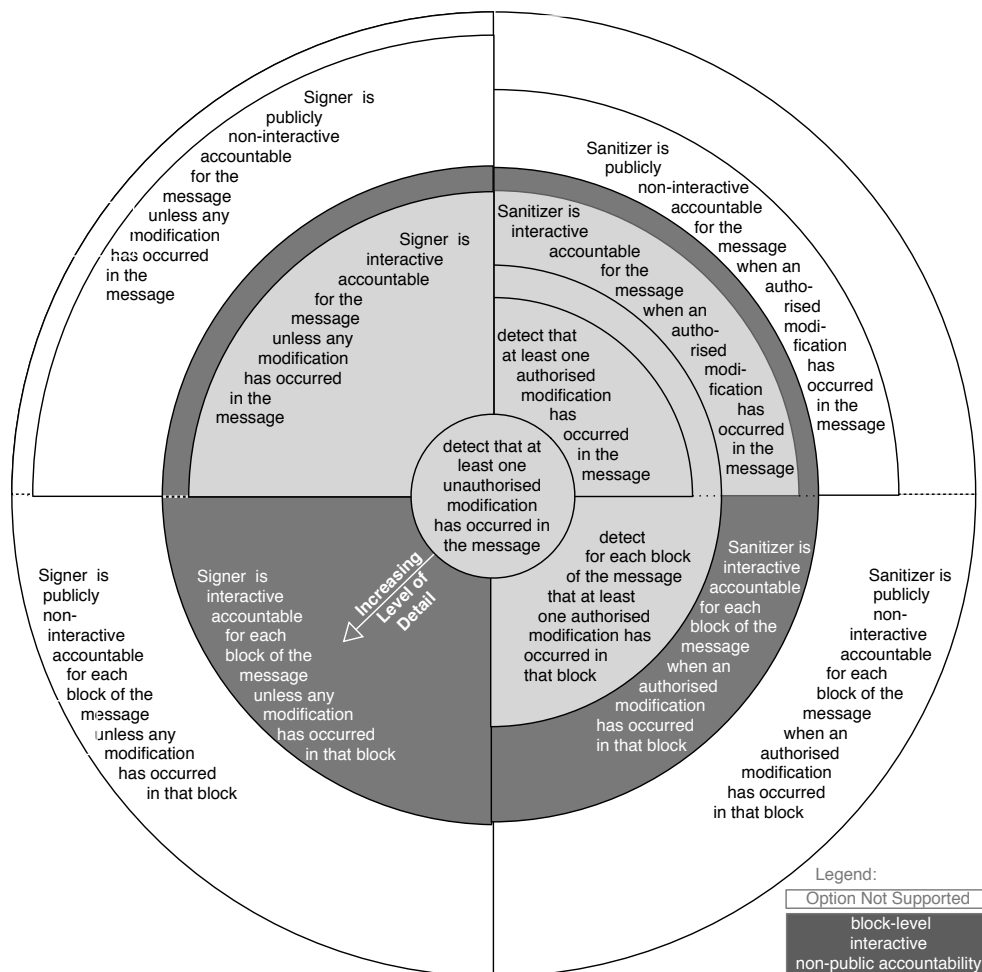 Signer is
publicly
non-interactive
accountable
for the
message
unless any
modification
has occurred
in the
message
Sanitizer is
publicly
non-interactive
accountable
for the
message
when an
autho-
rised
modi-
fication
has
occurred
in the
message
Signer is
interactive
accountable
for the
message
unless any
modification
has occurred
in the
message
Sanitizer is
interactive
accountable
for the
message
when an
autho-
rised
modi-
fication
has
occurred
in the
message
detect that
at least one
authorised
modification
has
occurred
in the
message
detect that at
least one
unauthorised
modification
has occurred in
the message
Increasing
Level of
Detail
Signer is
publicly
non-
interactive
accountable
for each
block of the
message
unless any
modification
has occurred
in that block
Signer is
interactive
accountable
for each
block of the
message
unless any
modification
has occurred
in that block
detect
for each block
of the message
that at least
one authorised
modification has
occurred in
that block
Sanitizer is
interactive
accountable
for each
block of the
message
when an
authorised
modification
has occurred
in that block
Sanitizer is
publicly
non-
interactive
accountable
for each
block of the
message
when an
authorised
modification
has occurred
in that block
Legend:
Option Not Supported
block-level
interactive
non-public accountability